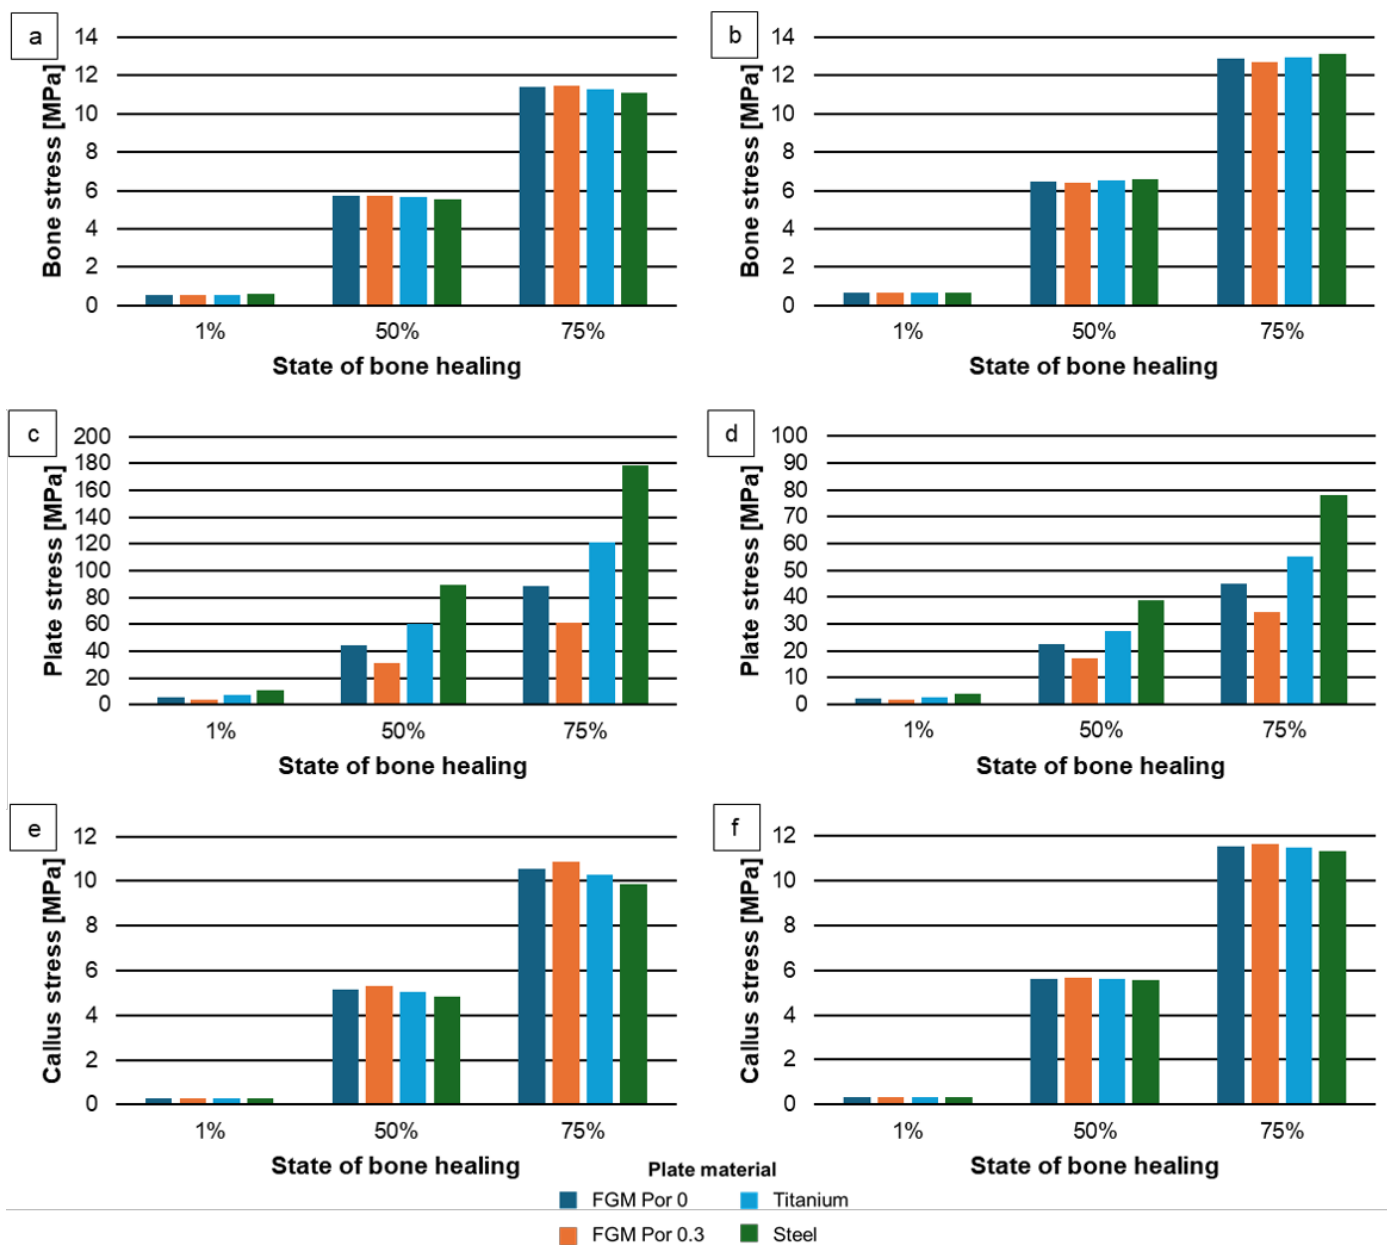 a
14
12
10
8
6
4
2
0
Bone stress [MPa]
1% 50% 75%
State of bone healing
b
14
12
10
8
6
4
2
0
Bone stress [MPa]
1% 50% 75%
State of bone healing
c
200
180
160
140
120
100
80
60
40
20
0
Plate stress [MPa]
1% 50% 75%
State of bone healing
d
100
90
80
70
60
50
40
30
20
10
0
Plate stress [MPa]
1% 50% 75%
State of bone healing
e
12
10
8
6
4
2
0
Callus stress [MPa]
1% 50% 75%
State of bone healing
f
12
10
8
6
4
2
0
Callus stress [MPa]
1% 50% 75%
State of bone healing
Plate material
FGM Por 0 Titanium
FGM Por 0.3 Steel